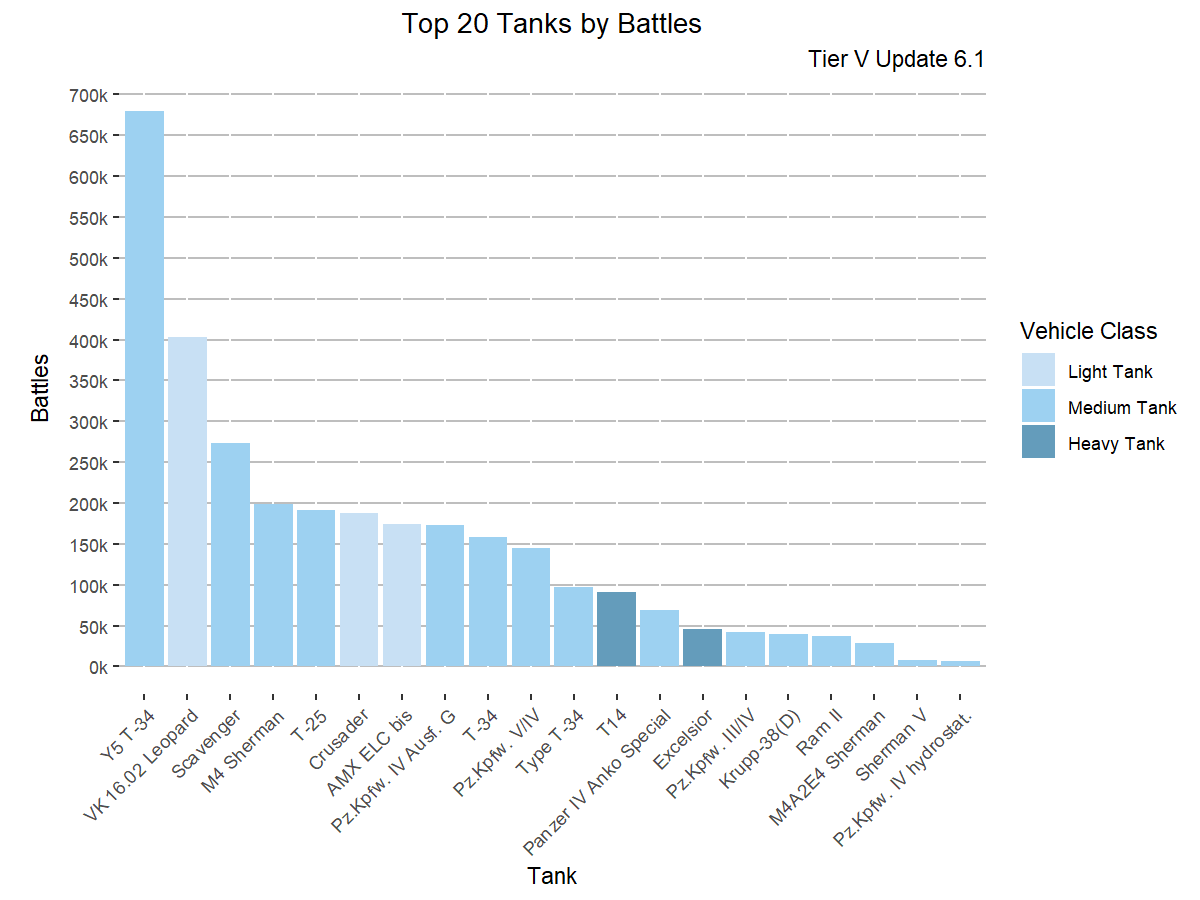 Top 20 Tanks by Battles
Tier V Update 6.1
700k
650k
600k
550k
500k
450k
400k
350k
300k
250k
200k
150k
100k
50k
0k
Battles
Y5 T-34
VK 16.02 Leopard
Scavenger
M4 Sherman
T-25
Crusader
AMX ELC bis
Pz.Kpfw. IV Ausf. G
T-34
Pz.Kpfw. V/IV
Type T-34
T14
Panzer IV Anko Special
Excelsior
Pz.Kpfw. III/IV
Krupp-38(D)
Ram II
M4A2E4 Sherman
Sherman V
Pz.Kpfw. IV hydrostat.
Tank
Vehicle Class
Light Tank
Medium Tank
Heavy Tank